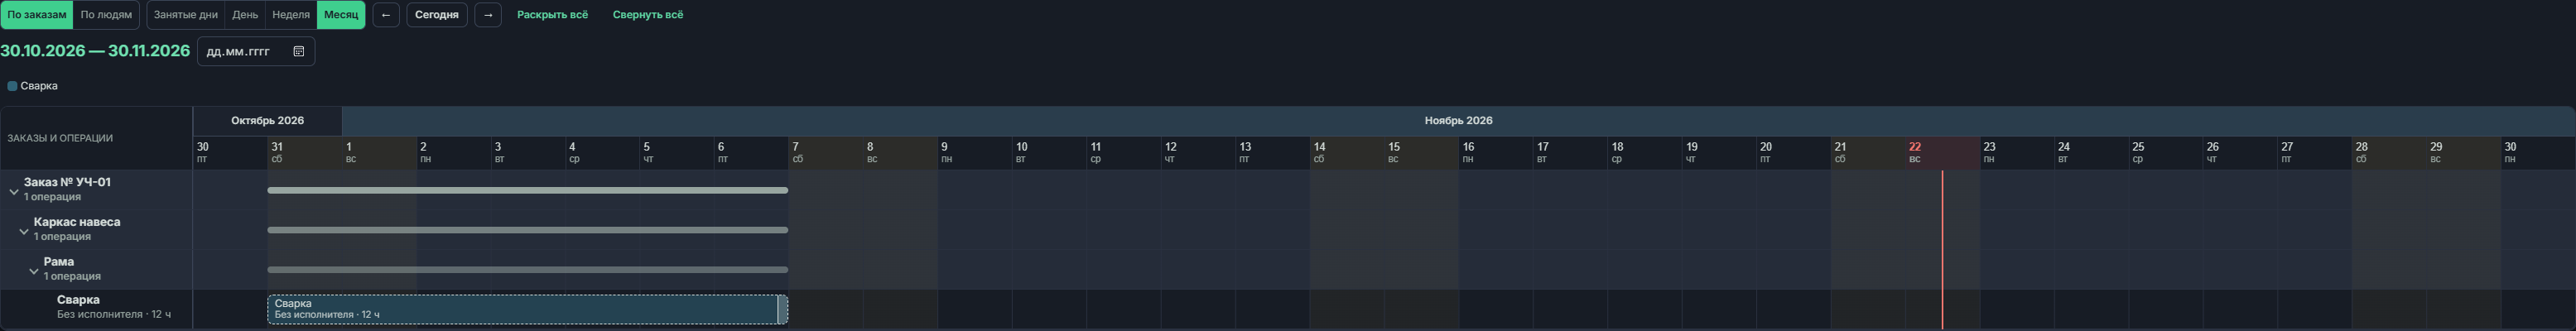 По заказам По людям Занятые дни День Неделя Месяц ← Сегодня → Раскрыть всё Свернуть всё
30.10.2026 — 30.11.2026 дд.мм.гггг
Сварка
ЗАКАЗЫ И ОПЕРАЦИИ
Октябрь 2026 Ноябрь 2026
30 31 1 2 3 4 5 6 7 8 9 10 11 12 13 14 15 16 17 18 19 20 21 22 23 24 25 26 27 28 29 30
пт сб вс пн вт ср чт пт сб вс пн вт ср чт пт сб вс пн вт ср чт пт сб вс пн вт ср чт пт сб вс пн
Заказ № УЧ-01
1 операция
Каркас навеса
1 операция
Рама
1 операция
Сварка
Без исполнителя · 12 ч
Сварка
Без исполнителя · 12 ч